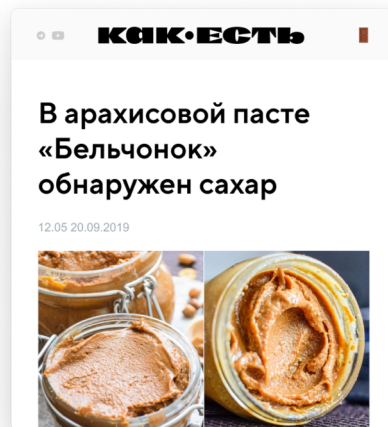 как•есть
В арахисовой пасте
«Бельчонок»
обнаружен сахар
12.05 20.09.2019